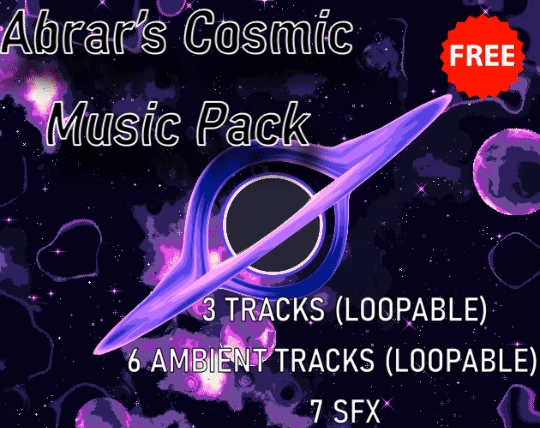 Abrar's Cosmic
FREE
Music Pack
3 TRACKS (LOOPABLE)
6 AMBIENT TRACKS (LOOPABLE)
7 SFX